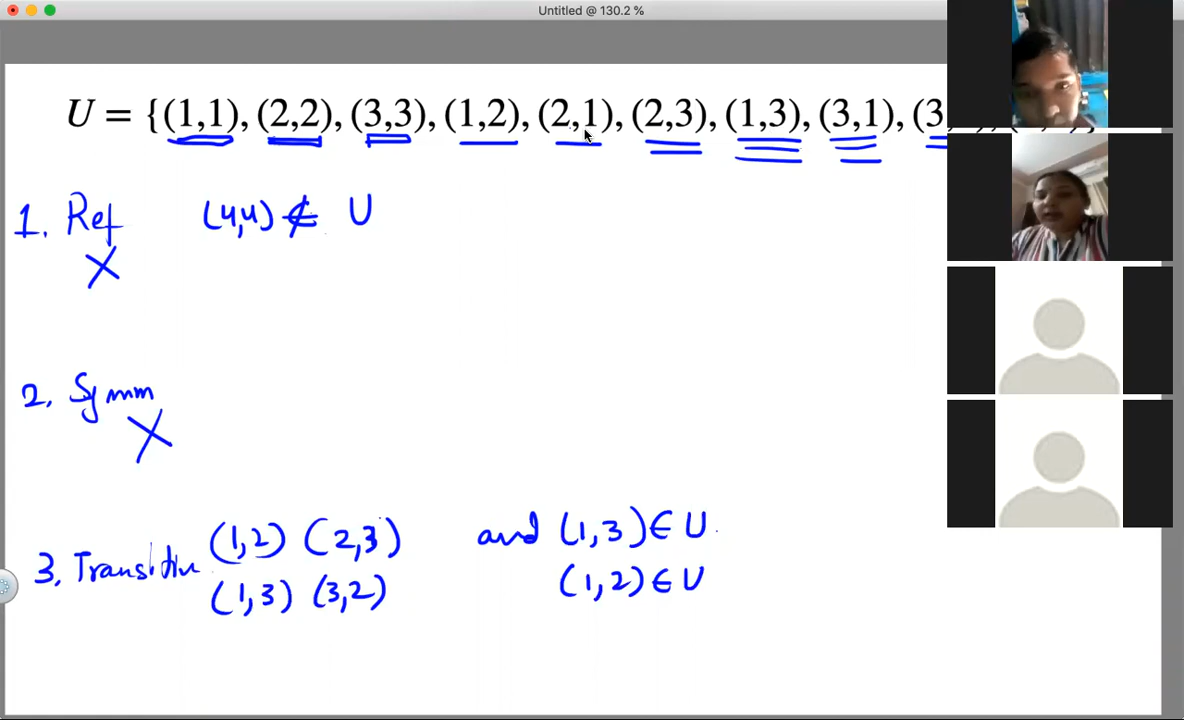 Untitled @ 130.2 %
U = {(1,1), (2,2), (3,3), (1,2), (2,1), (2,3), (1,3), (3,1), (3,
1. Ref (4,4) ∉ U
X
2. Symm
X
3. Transitiv (1,2) (2,3) and (1,3) ∈ U.
(1,3) (3,2) (1,2) ∈ U